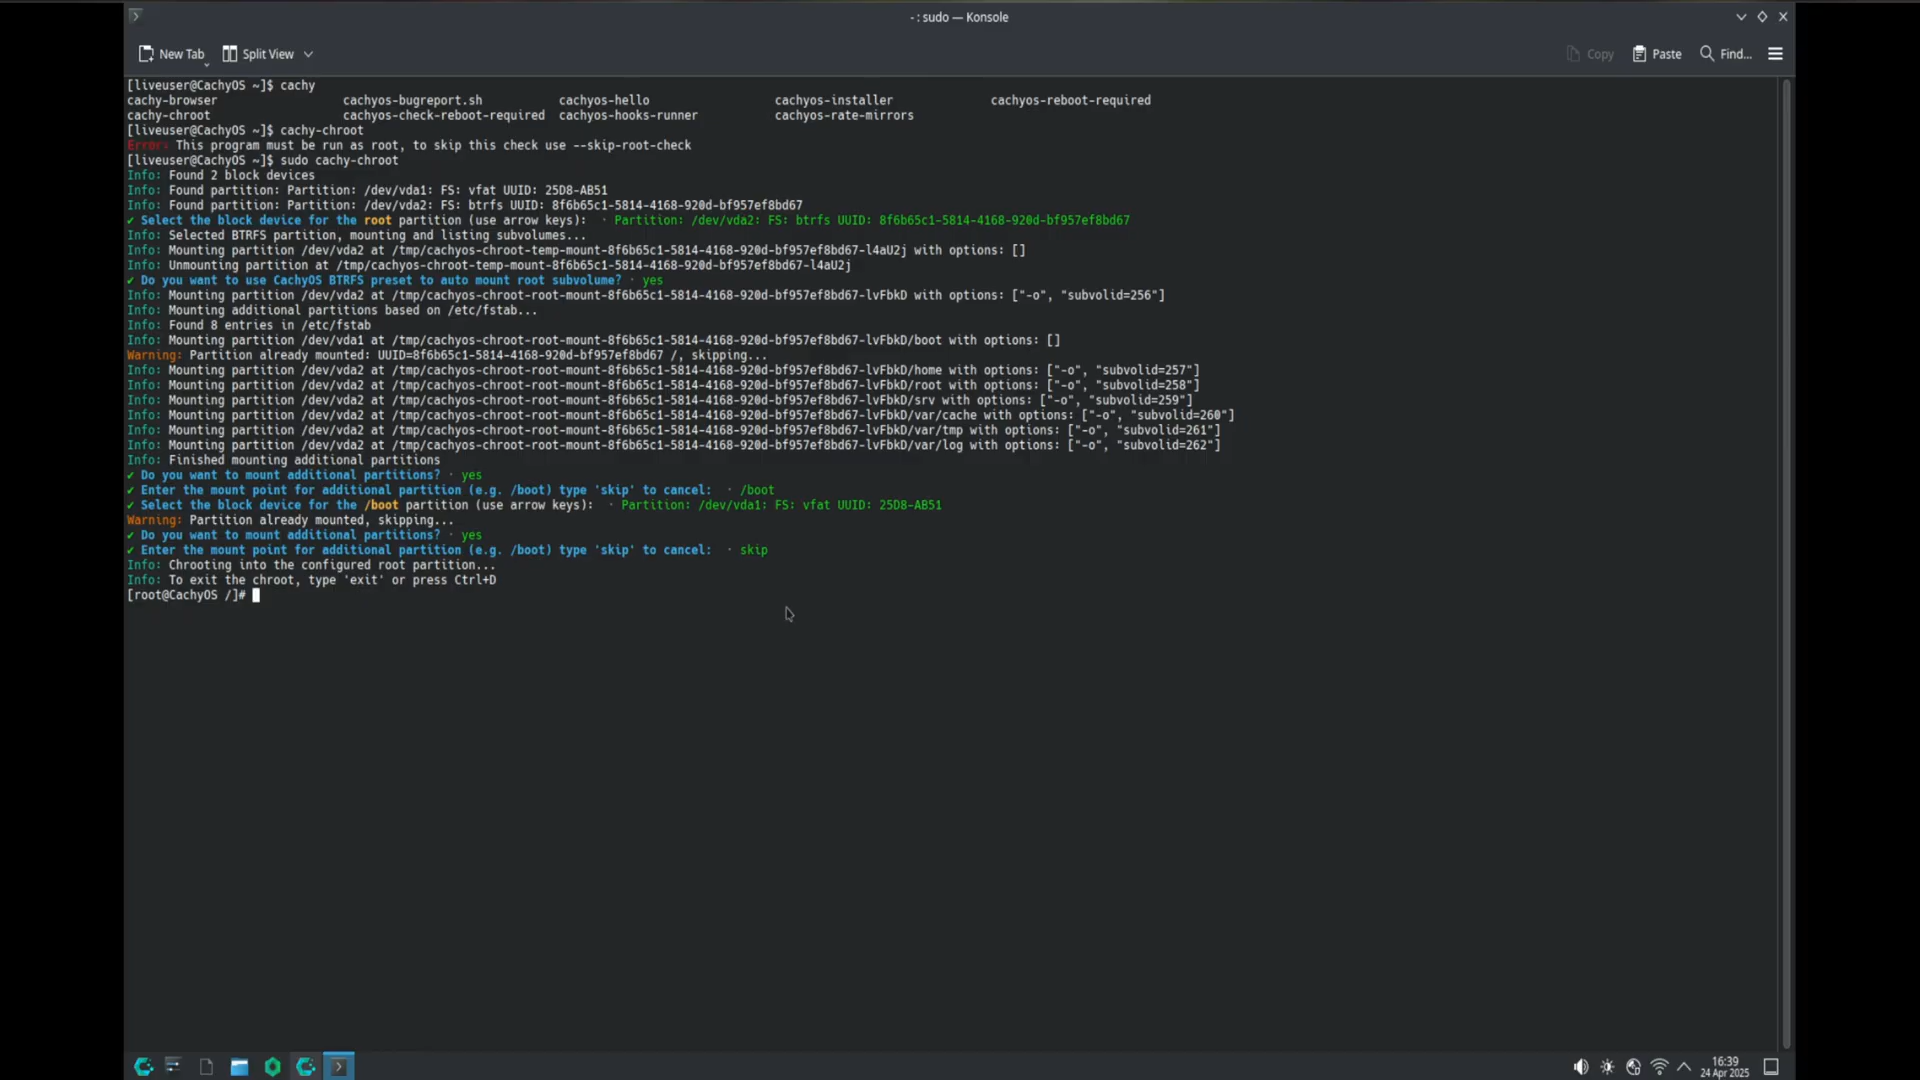 - : sudo — Konsole
New Tab Split View Copy Paste Find...
[liveuser@CachyOS ~]$ cachy
cachy-browser cachyos-bugreport.sh cachyos-hello cachyos-installer cachyos-reboot-required
cachy-chroot cachyos-check-reboot-required cachyos-hooks-runner cachyos-rate-mirrors
[liveuser@CachyOS ~]$ cachy-chroot
Error: This program must be run as root, to skip this check use --skip-root-check
[liveuser@CachyOS ~]$ sudo cachy-chroot
Info: Found 2 block devices
Info: Found partition: Partition: /dev/vda1: FS: vfat UUID: 25D8-AB51
Info: Found partition: Partition: /dev/vda2: FS: btrfs UUID: 8f6b65c1-5814-4168-920d-bf957ef8bd67
✓ Select the block device for the root partition (use arrow keys): · Partition: /dev/vda2: FS: btrfs UUID: 8f6b65c1-5814-4168-920d-bf957ef8bd67
Info: Selected BTRFS partition, mounting and listing subvolumes...
Info: Mounting partition /dev/vda2 at /tmp/cachyos-chroot-temp-mount-8f6b65c1-5814-4168-920d-bf957ef8bd67-l4aU2j with options: []
Info: Unmounting partition at /tmp/cachyos-chroot-temp-mount-8f6b65c1-5814-4168-920d-bf957ef8bd67-l4aU2j
✓ Do you want to use CachyOS BTRFS preset to auto mount root subvolume? · yes
Info: Mounting partition /dev/vda2 at /tmp/cachyos-chroot-root-mount-8f6b65c1-5814-4168-920d-bf957ef8bd67-lvFbkD with options: ["-o", "subvolid=256"]
Info: Mounting additional partitions based on /etc/fstab...
Info: Found 8 entries in /etc/fstab
Info: Mounting partition /dev/vda1 at /tmp/cachyos-chroot-root-mount-8f6b65c1-5814-4168-920d-bf957ef8bd67-lvFbkD/boot with options: []
Warning: Partition already mounted: UUID=8f6b65c1-5814-4168-920d-bf957ef8bd67 /, skipping...
Info: Mounting partition /dev/vda2 at /tmp/cachyos-chroot-root-mount-8f6b65c1-5814-4168-920d-bf957ef8bd67-lvFbkD/home with options: ["-o", "subvolid=257"]
Info: Mounting partition /dev/vda2 at /tmp/cachyos-chroot-root-mount-8f6b65c1-5814-4168-920d-bf957ef8bd67-lvFbkD/root with options: ["-o", "subvolid=258"]
Info: Mounting partition /dev/vda2 at /tmp/cachyos-chroot-root-mount-8f6b65c1-5814-4168-920d-bf957ef8bd67-lvFbkD/srv with options: ["-o", "subvolid=259"]
Info: Mounting partition /dev/vda2 at /tmp/cachyos-chroot-root-mount-8f6b65c1-5814-4168-920d-bf957ef8bd67-lvFbkD/var/cache with options: ["-o", "subvolid=260"]
Info: Mounting partition /dev/vda2 at /tmp/cachyos-chroot-root-mount-8f6b65c1-5814-4168-920d-bf957ef8bd67-lvFbkD/var/tmp with options: ["-o", "subvolid=261"]
Info: Mounting partition /dev/vda2 at /tmp/cachyos-chroot-root-mount-8f6b65c1-5814-4168-920d-bf957ef8bd67-lvFbkD/var/log with options: ["-o", "subvolid=262"]
Info: Finished mounting additional partitions
✓ Do you want to mount additional partitions? · yes
✓ Enter the mount point for additional partition (e.g. /boot) type 'skip' to cancel: · /boot
✓ Select the block device for the /boot partition (use arrow keys): · Partition: /dev/vda1: FS: vfat UUID: 25D8-AB51
Warning: Partition already mounted, skipping...
✓ Do you want to mount additional partitions? · yes
✓ Enter the mount point for additional partition (e.g. /boot) type 'skip' to cancel: · skip
Info: Chrooting into the configured root partition...
Info: To exit the chroot, type 'exit' or press Ctrl+D
[root@CachyOS /]#
16:39
24 Apr 2025